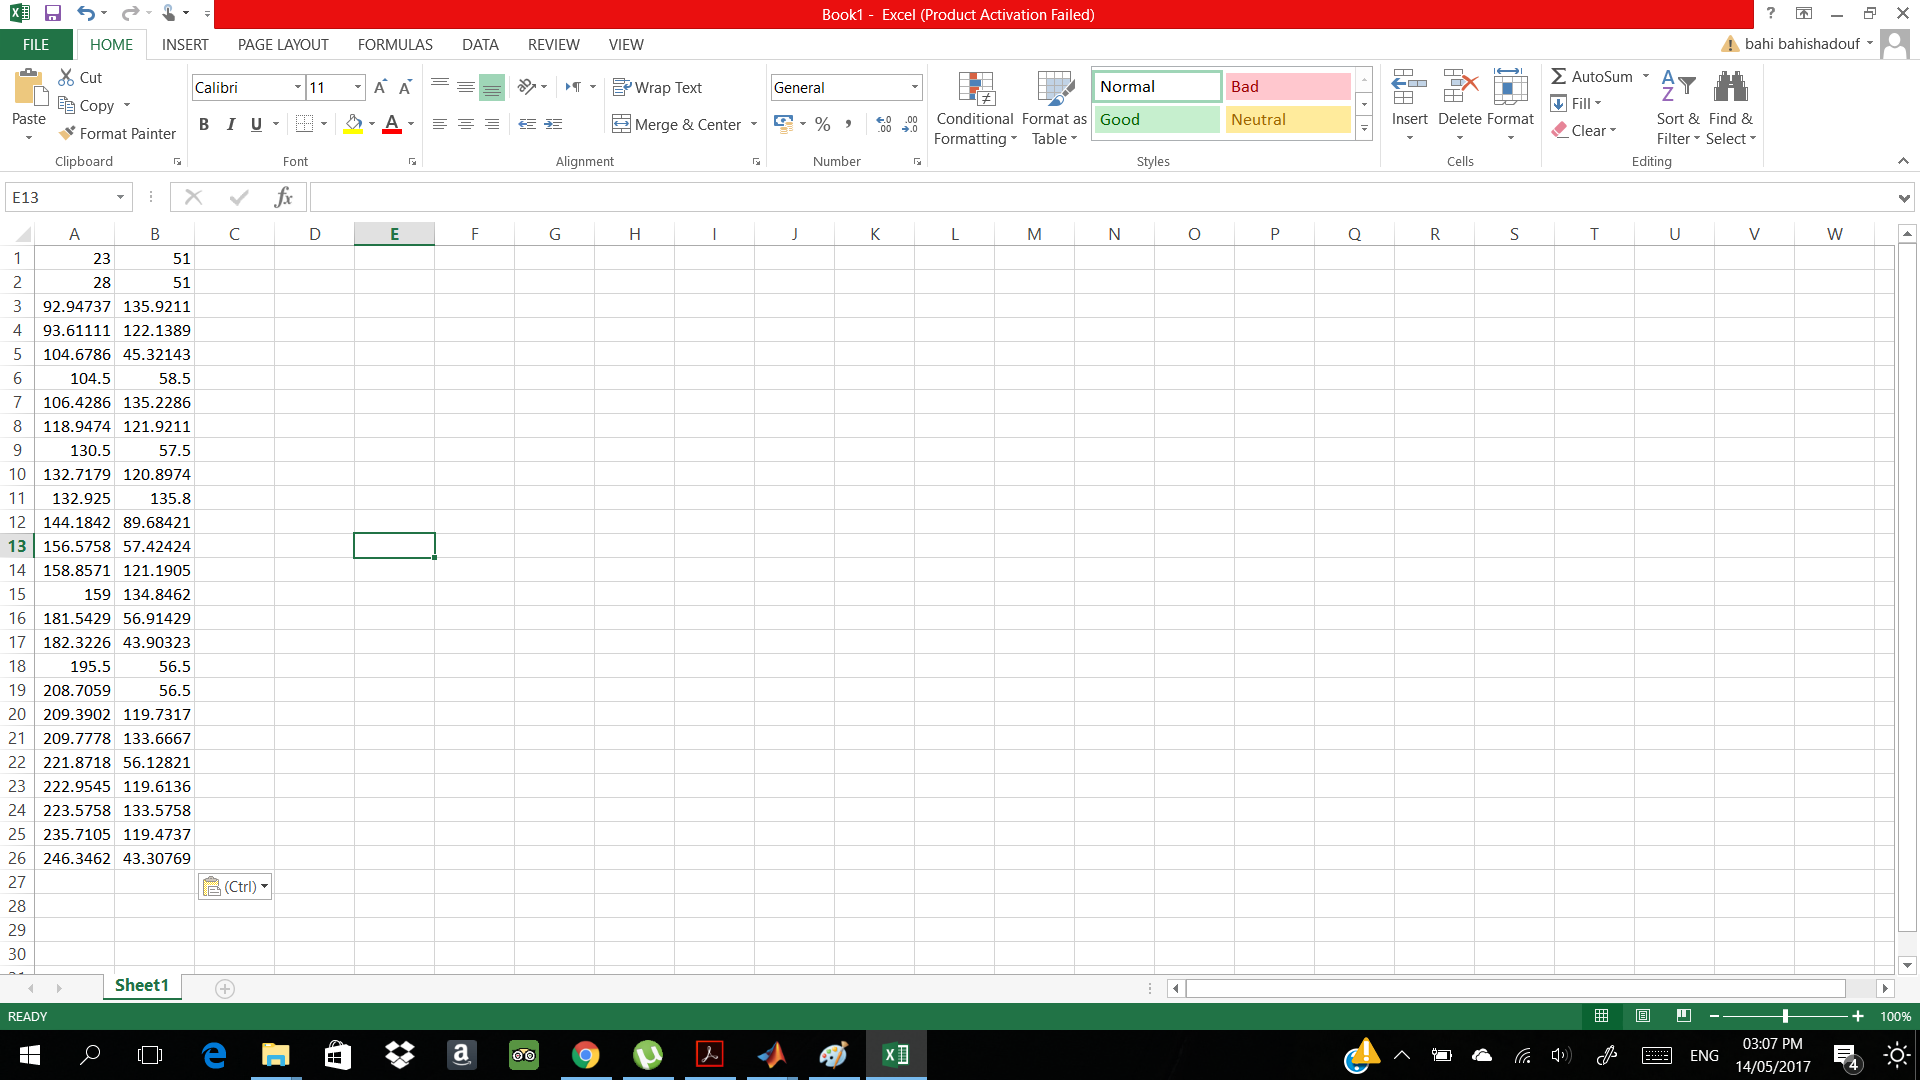 Book1 - Excel (Product Activation Failed)
FILE HOME INSERT PAGE LAYOUT FORMULAS DATA REVIEW VIEW bahi bahishadouf
Paste Cut Copy Format Painter
Clipboard
Calibri 11
B I U
Font
Wrap Text
Merge & Center
Alignment
General
Number
Conditional Formatting
Format as Table
Normal Bad
Good Neutral
Styles
Insert Delete Format
Cells
AutoSum
Fill
Clear
Sort & Filter
Find & Select
Editing
E13 fx
A B C D E F G H I J K L M N O P Q R S T U V W
1 23 51
2 28 51
3 92.94737 135.9211
4 93.61111 122.1389
5 104.6786 45.32143
6 104.5 58.5
7 106.4286 135.2286
8 118.9474 121.9211
9 130.5 57.5
10 132.7179 120.8974
11 132.925 135.8
12 144.1842 89.68421
13 156.5758 57.42424
14 158.8571 121.1905
15 159 134.8462
16 181.5429 56.91429
17 182.3226 43.90323
18 195.5 56.5
19 208.7059 56.5
20 209.3902 119.7317
21 209.7778 133.6667
22 221.8718 56.12821
23 222.9545 119.6136
24 223.5758 133.5758
25 235.7105 119.4737
26 246.3462 43.30769
27 (Ctrl)
28
29
30
Sheet1
READY 100%
ENG 03:07 PM
14/05/2017 4